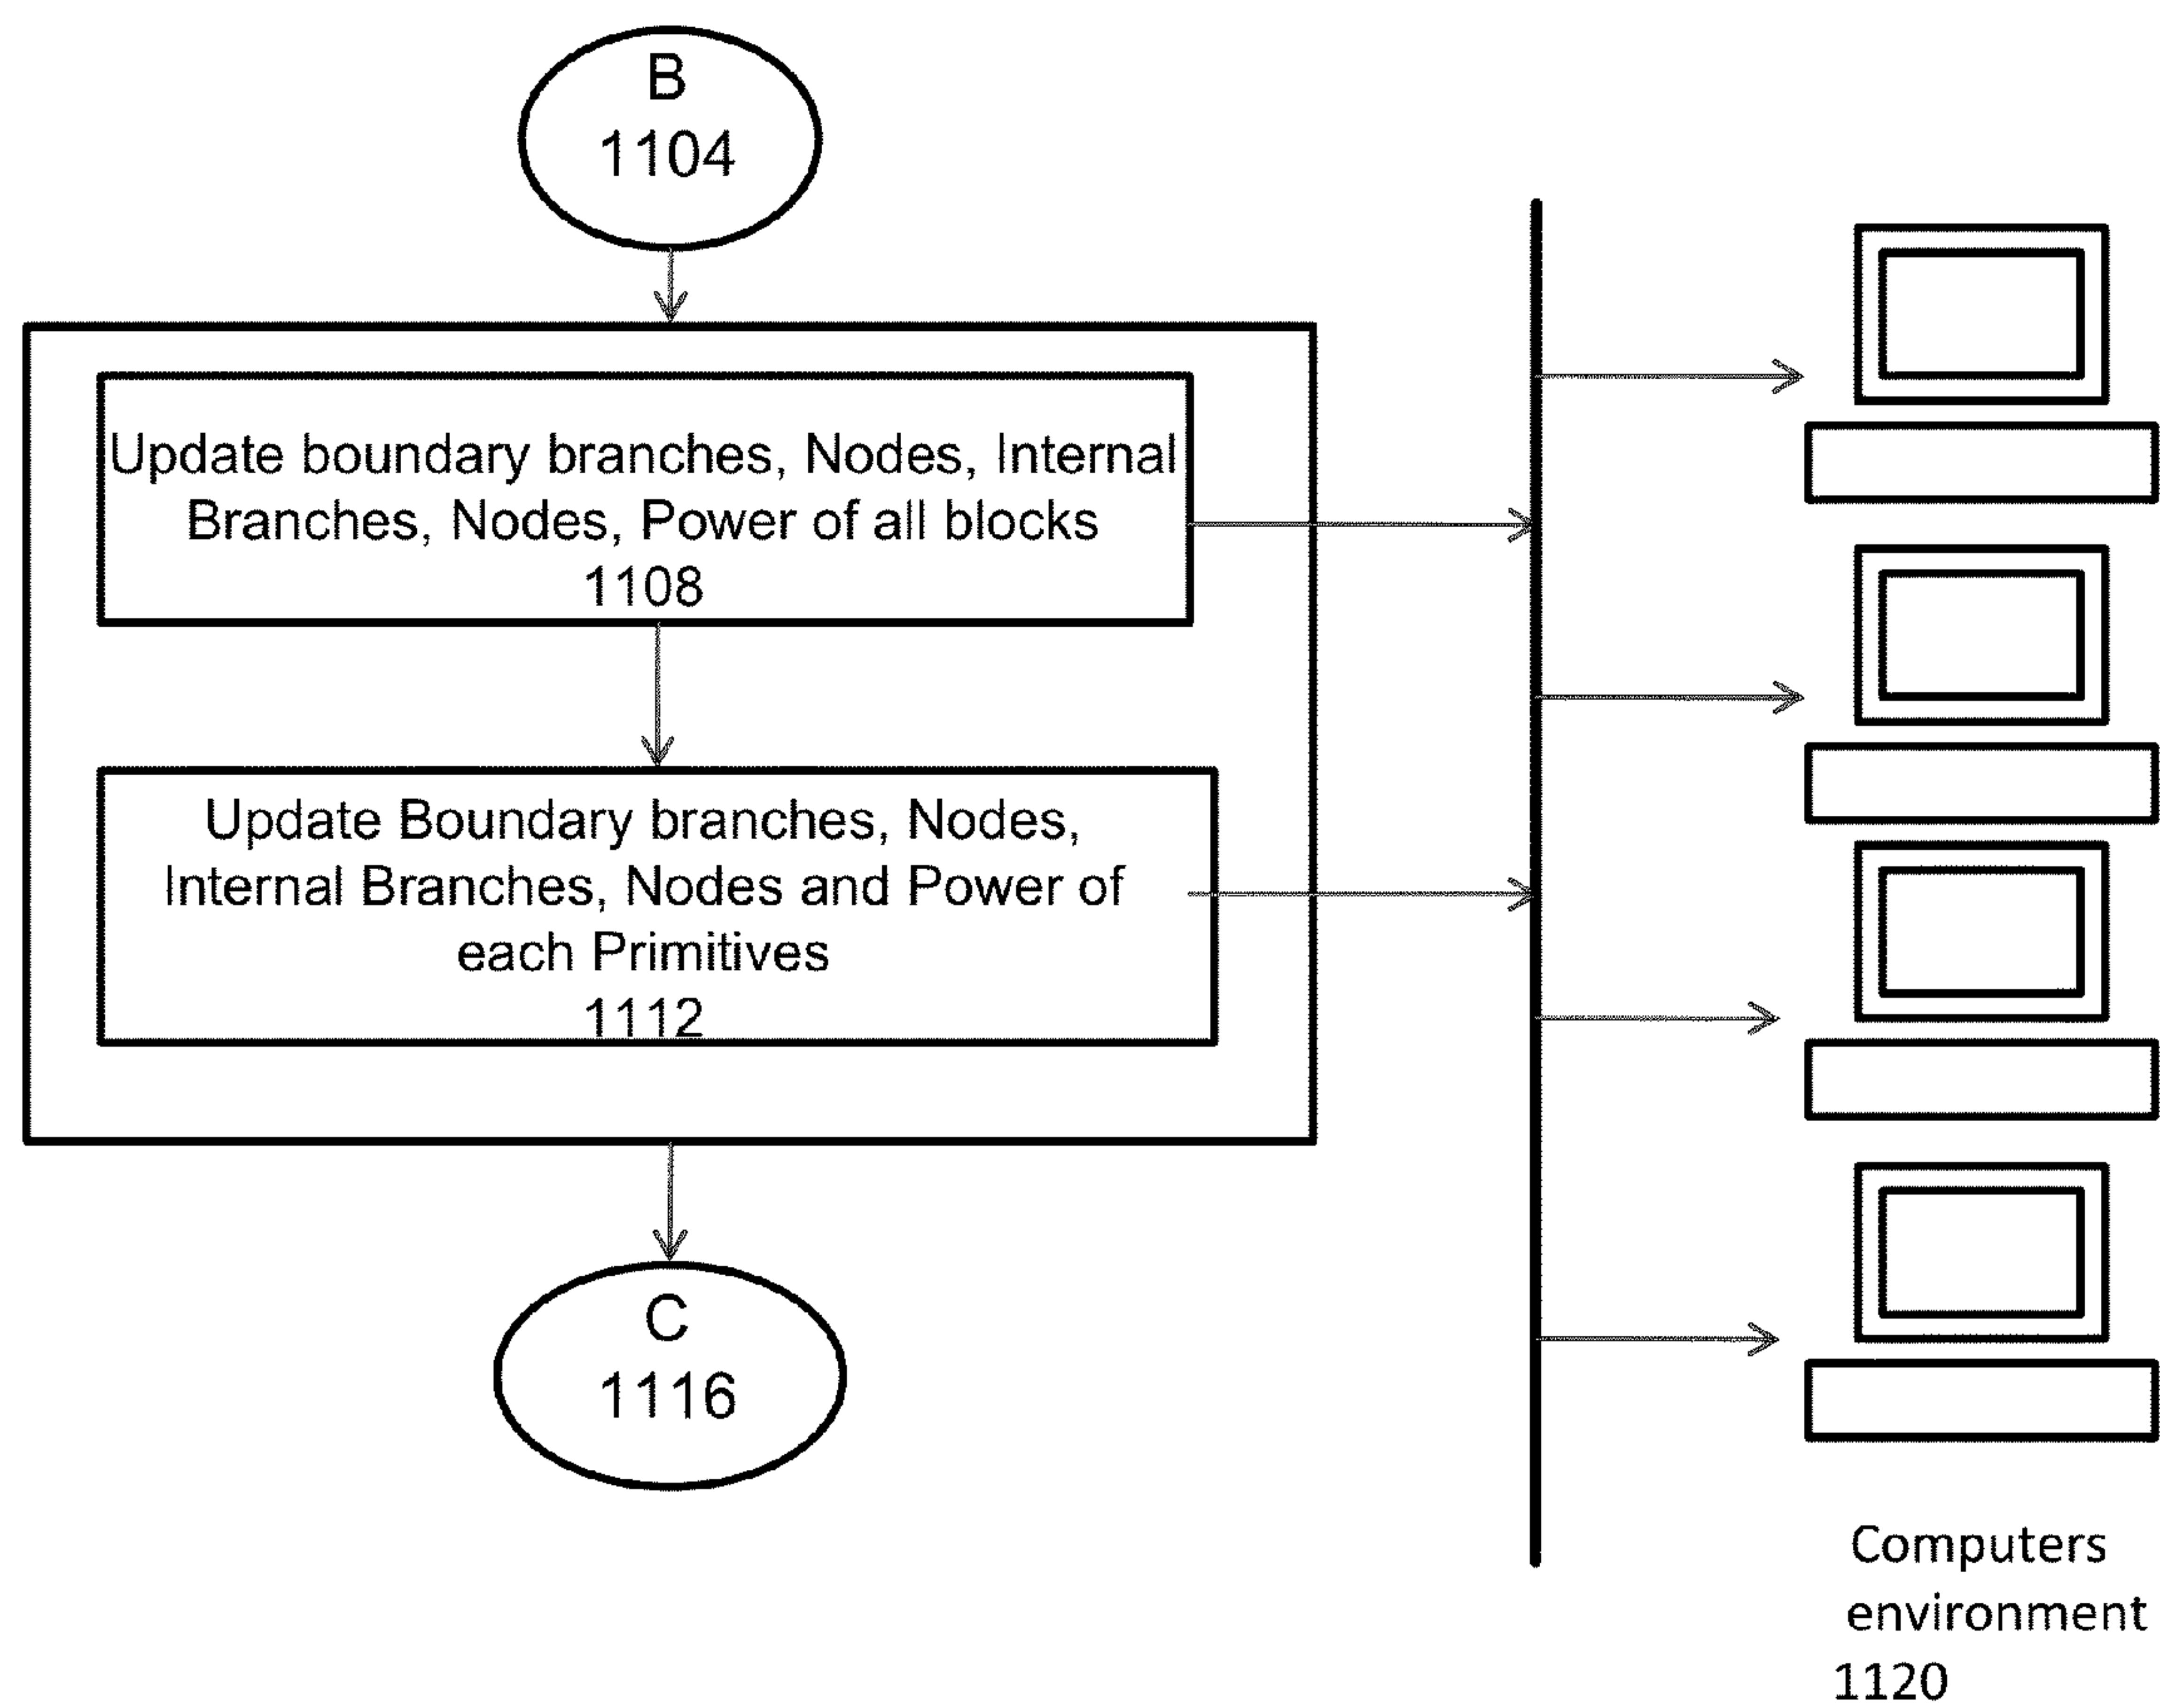 B
1104
Update boundary branches, Nodes, Internal
Branches, Nodes, Power of all blocks
1108
Update Boundary branches, Nodes,
Internal Branches, Nodes and Power of
each Primitives
1112
C
1116
Computers
environment
1120